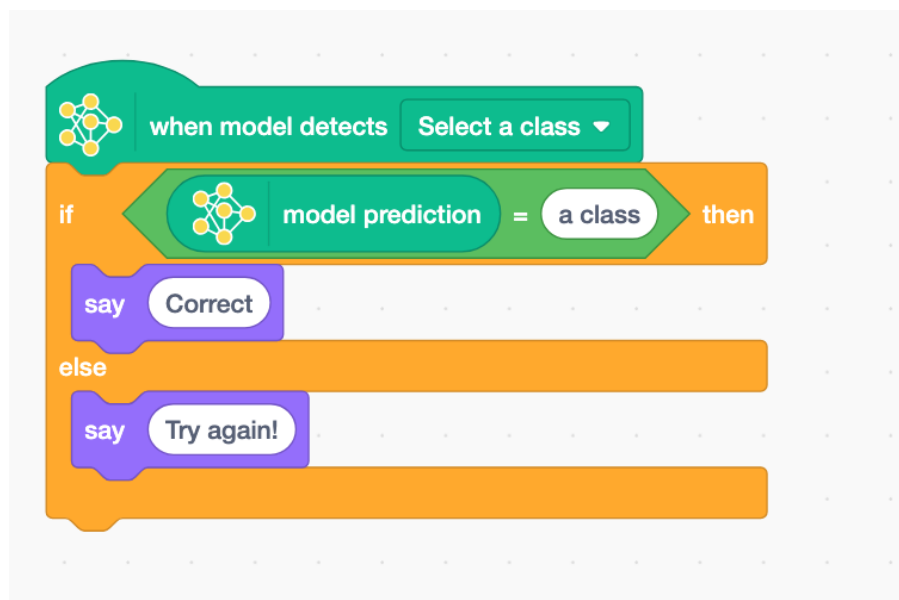 when model detects Select a class
if model prediction = a class then
say Correct
else
say Try again!